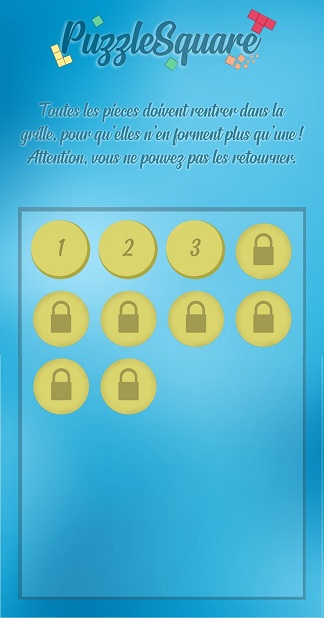 PuzzleSquare
Toutes les pieces doivent rentrer dans la
grille, pour qu'elles n'en forment plus qu'une !
Attention, vous ne pouvez pas les retourner.
1 2 3